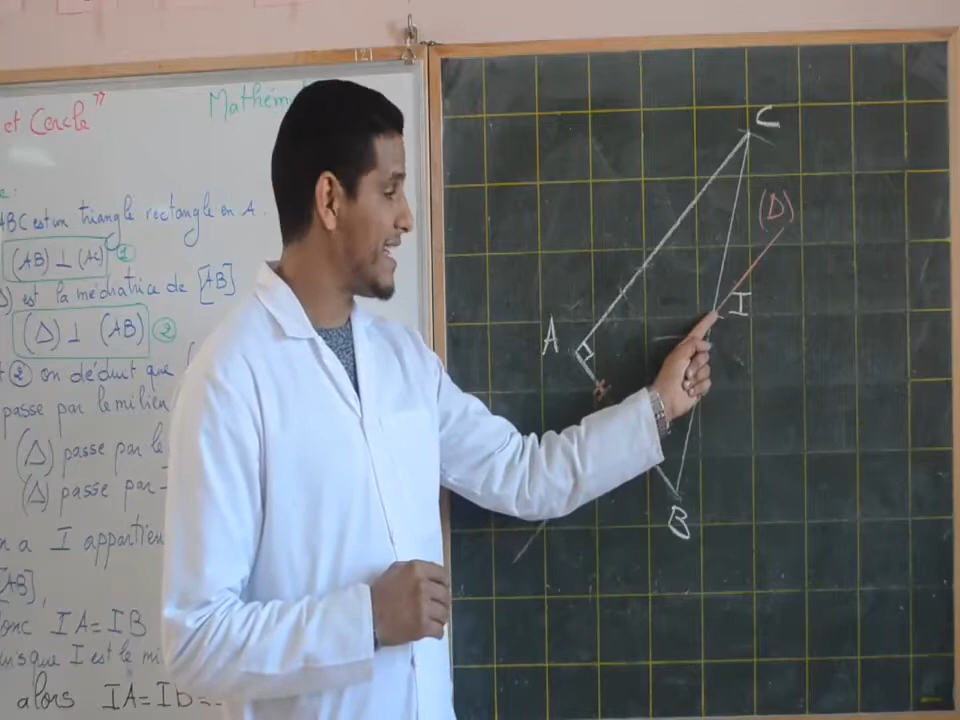 et Cercle"
Mathém
:
ABC est un triangle rectangle en A.
(AB) ⊥ (AC) 1
) est la médiatrice de [AB]
(Δ) ⊥ (AB) 2
2 on déduit que
passe par le milieu
(Δ) passe par le
(Δ) passe par
n a I appartien
[AB],
onc IA = IB
uisque I est le mi
alors IA = IB =
C
(D)
I
A
B